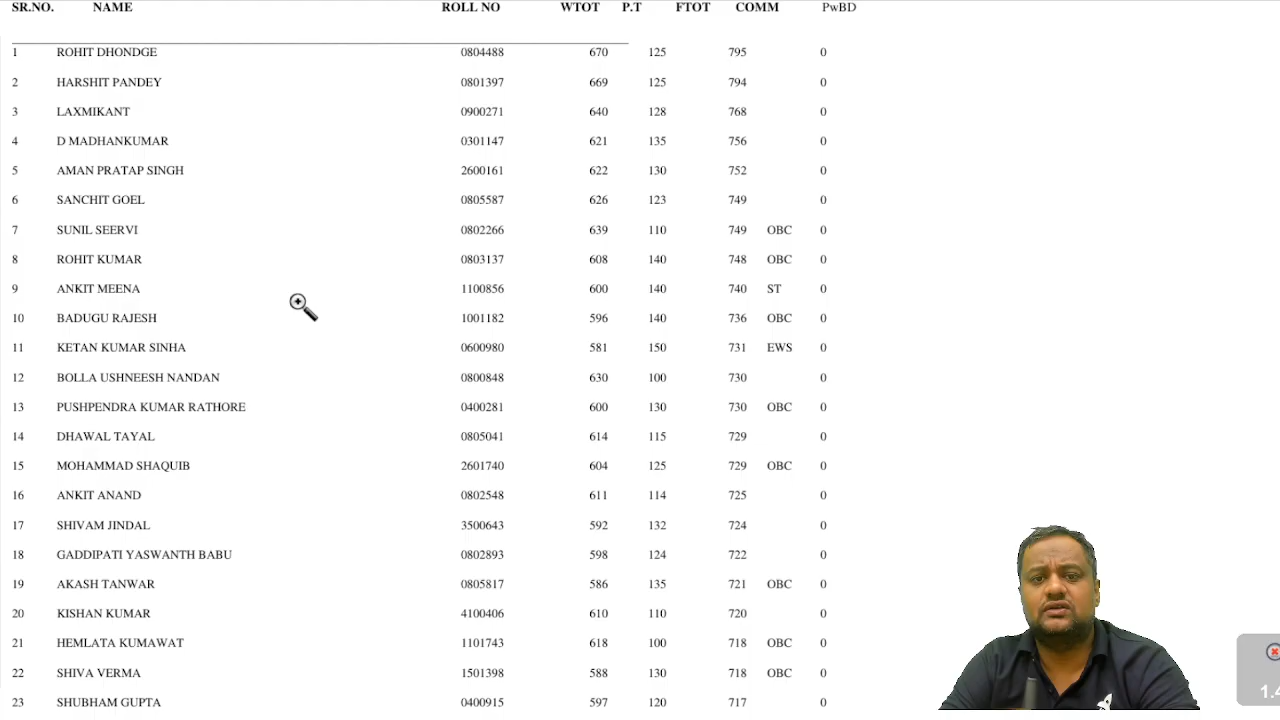 SR.NO. NAME ROLL NO WTOT P.T FTOT COMM PwBD
1 ROHIT DHONDGE 0804488 670 125 795 0
2 HARSHIT PANDEY 0801397 669 125 794 0
3 LAXMIKANT 0900271 640 128 768 0
4 D MADHANKUMAR 0301147 621 135 756 0
5 AMAN PRATAP SINGH 2600161 622 130 752 0
6 SANCHIT GOEL 0805587 626 123 749 0
7 SUNIL SEERVI 0802266 639 110 749 OBC 0
8 ROHIT KUMAR 0803137 608 140 748 OBC 0
9 ANKIT MEENA 1100856 600 140 740 ST 0
10 BADUGU RAJESH 1001182 596 140 736 OBC 0
11 KETAN KUMAR SINHA 0600980 581 150 731 EWS 0
12 BOLLA USHNEESH NANDAN 0800848 630 100 730 0
13 PUSHPENDRA KUMAR RATHORE 0400281 600 130 730 OBC 0
14 DHAWAL TAYAL 0805041 614 115 729 0
15 MOHAMMAD SHAQUIB 2601740 604 125 729 OBC 0
16 ANKIT ANAND 0802548 611 114 725 0
17 SHIVAM JINDAL 3500643 592 132 724 0
18 GADDIPATI YASWANTH BABU 0802893 598 124 722 0
19 AKASH TANWAR 0805817 586 135 721 OBC 0
20 KISHAN KUMAR 4100406 610 110 720 0
21 HEMLATA KUMAWAT 1101743 618 100 718 OBC 0
22 SHIVA VERMA 1501398 588 130 718 OBC 0
23 SHUBHAM GUPTA 0400915 597 120 717 0